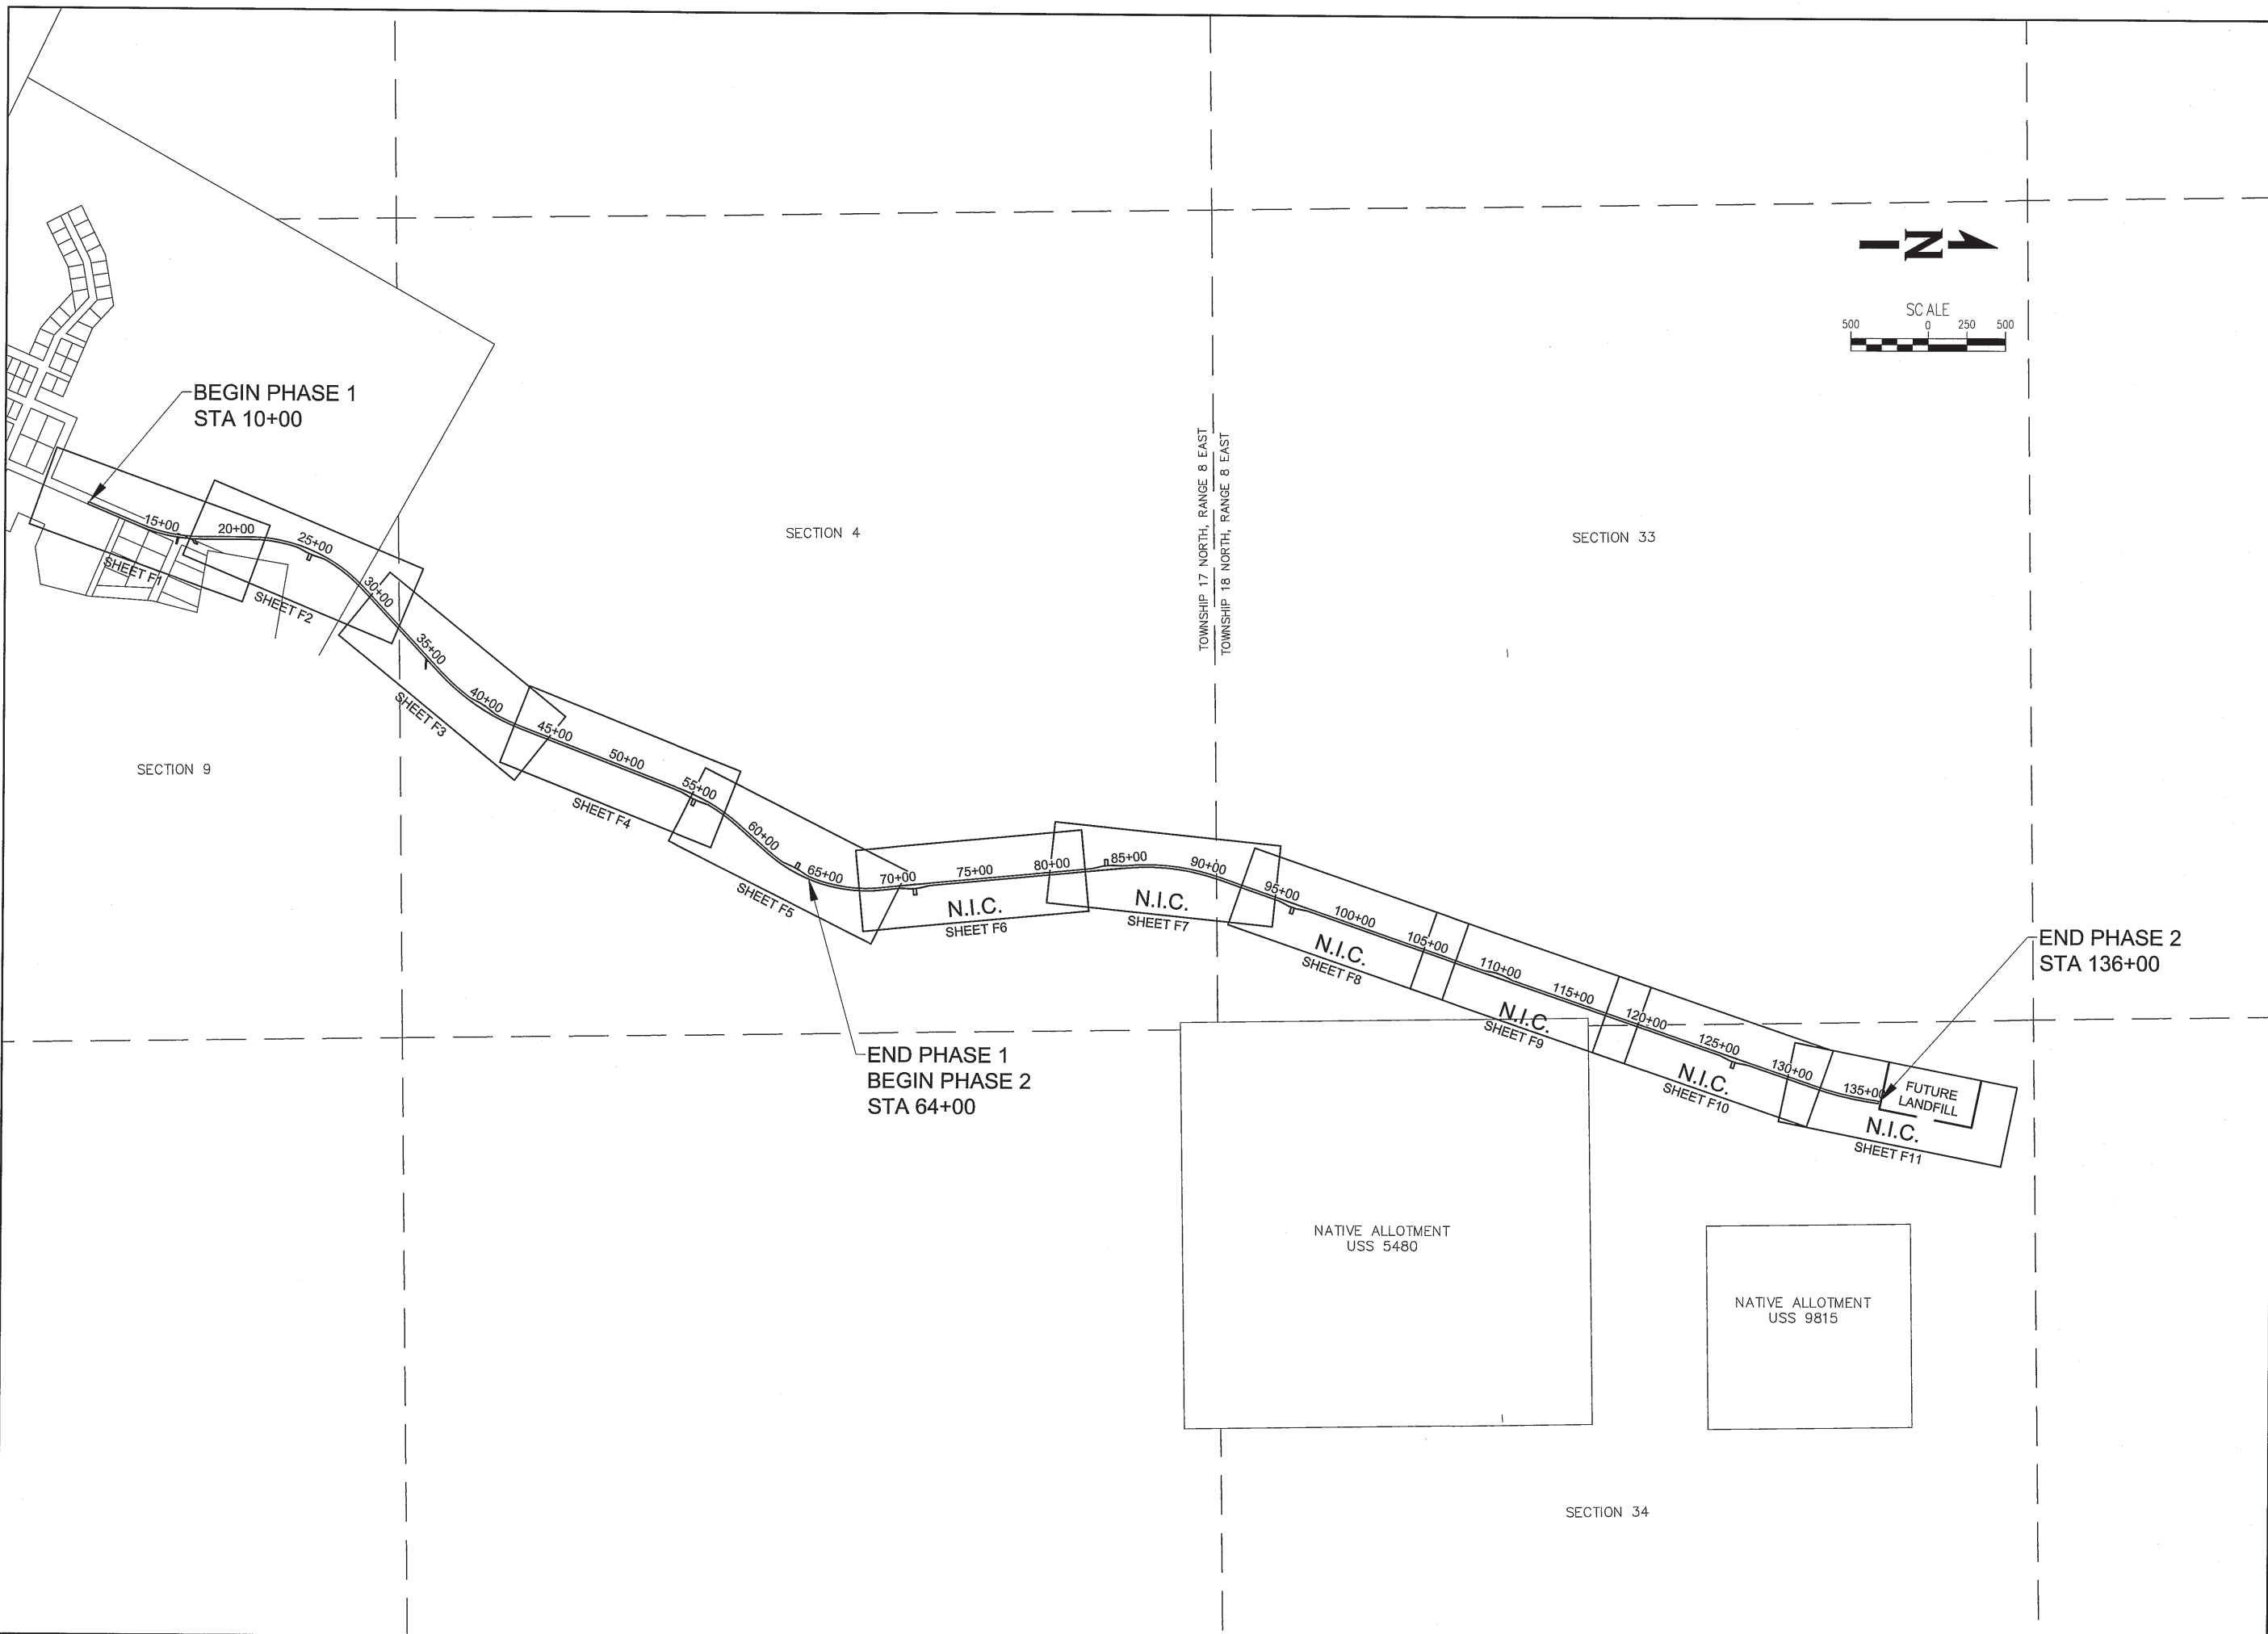 N
SCALE
500 0 250 500
BEGIN PHASE 1
STA 10+00
TOWNSHIP 17 NORTH, RANGE 8 EAST
TOWNSHIP 18 NORTH, RANGE 8 EAST
SECTION 4
SECTION 33
SECTION 9
15+00
20+00
25+00
30+00
35+00
40+00
45+00
50+00
55+00
60+00
65+00
70+00
75+00
80+00
85+00
90+00
95+00
100+00
105+00
110+00
115+00
120+00
125+00
130+00
135+00
SHEET F1
SHEET F2
SHEET F3
SHEET F4
SHEET F5
N.I.C.
SHEET F6
N.I.C.
SHEET F7
N.I.C.
SHEET F8
N.I.C.
SHEET F9
N.I.C.
SHEET F10
FUTURE
LANDFILL
N.I.C.
SHEET F11
END PHASE 2
STA 136+00
END PHASE 1
BEGIN PHASE 2
STA 64+00
NATIVE ALLOTMENT
USS 5480
NATIVE ALLOTMENT
USS 9815
SECTION 34